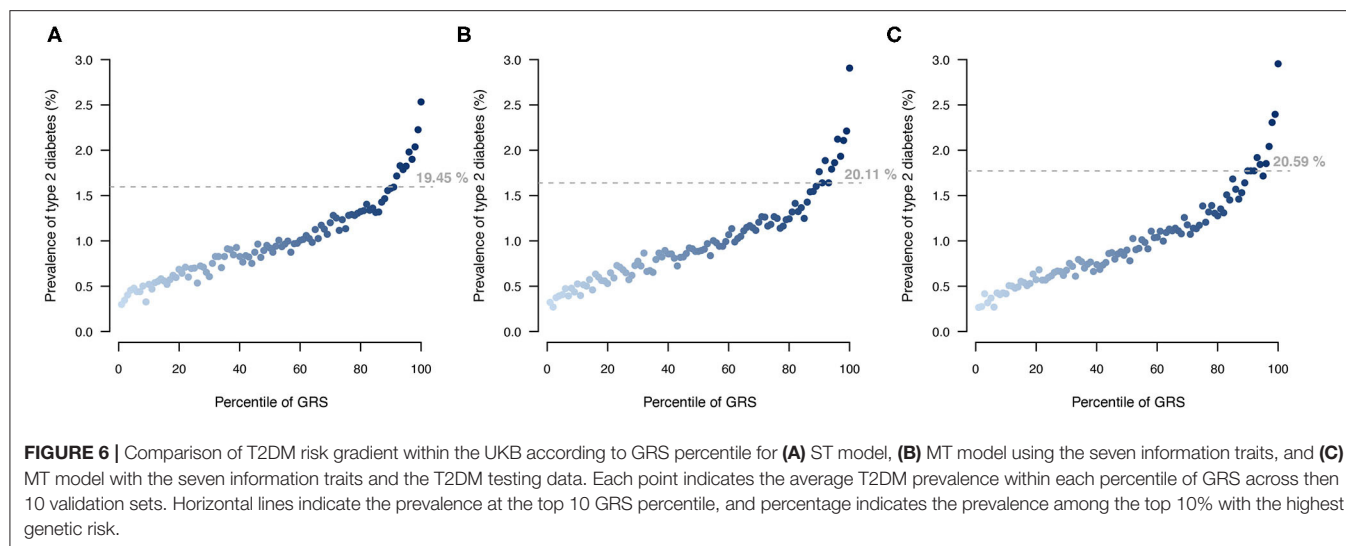 A
B
C
Prevalence of type 2 diabetes (%)
3.0
2.5
2.0
1.5
1.0
0.5
0.0
19.45 %
0 20 40 60 80 100
Percentile of GRS
Prevalence of type 2 diabetes (%)
3.0
2.5
2.0
1.5
1.0
0.5
0.0
20.11 %
0 20 40 60 80 100
Percentile of GRS
Prevalence of type 2 diabetes (%)
3.0
2.5
2.0
1.5
1.0
0.5
0.0
20.59 %
0 20 40 60 80 100
Percentile of GRS
FIGURE 6 | Comparison of T2DM risk gradient within the UKB according to GRS percentile for (A) ST model, (B) MT model using the seven information traits, and (C)
MT model with the seven information traits and the T2DM testing data. Each point indicates the average T2DM prevalence within each percentile of GRS across then
10 validation sets. Horizontal lines indicate the prevalence at the top 10 GRS percentile, and percentage indicates the prevalence among the top 10% with the highest
genetic risk.